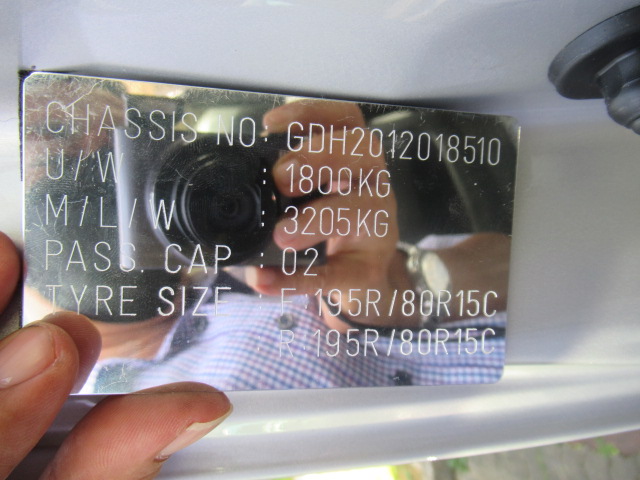 CHASSIS NO: GDH2012018510
U/W : 1800KG
M/L/W : 3205KG
PASS. CAP : 02
TYRE SIZE : F:195R/80R15C
: R:195R/80R15C